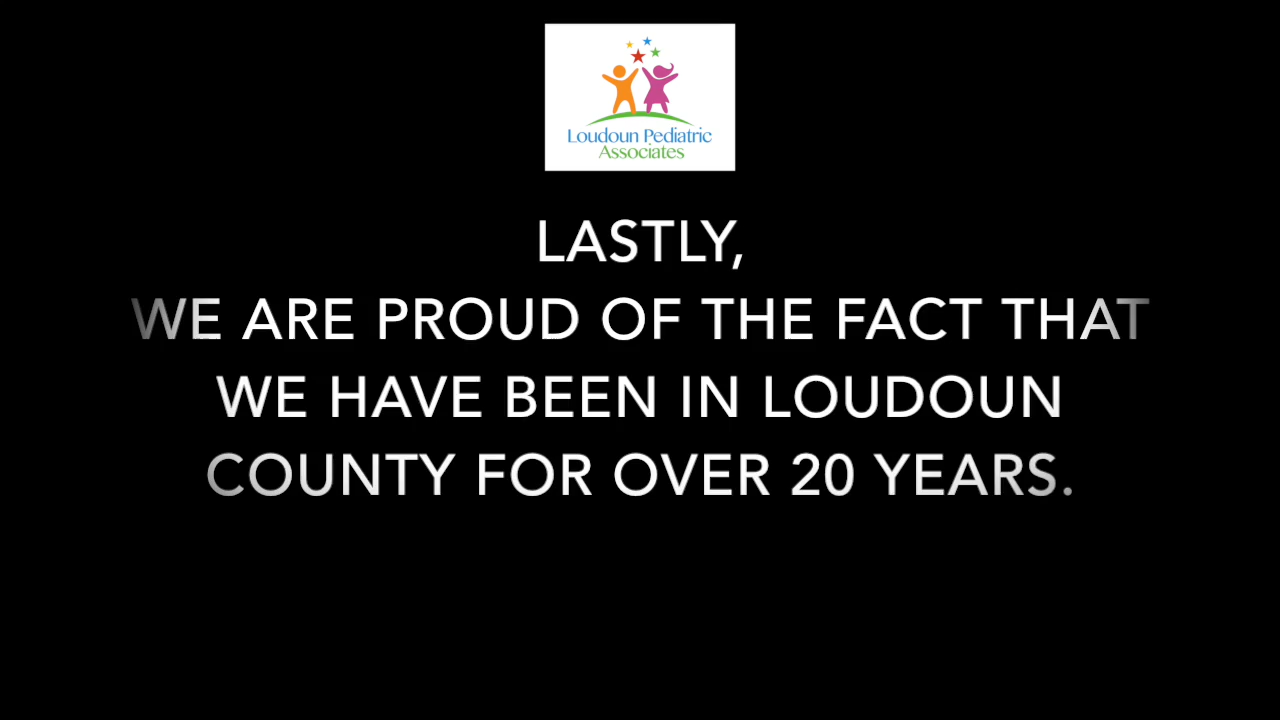 Loudoun Pediatric
Associates
LASTLY,
WE ARE PROUD OF THE FACT THAT
WE HAVE BEEN IN LOUDOUN
COUNTY FOR OVER 20 YEARS.